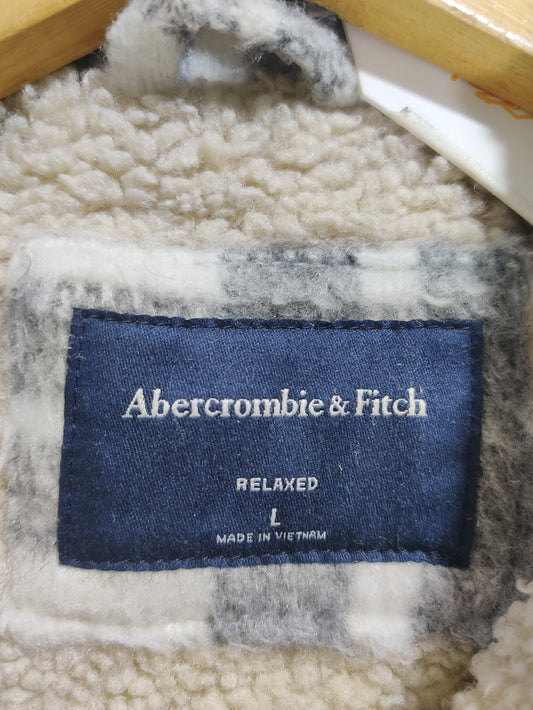 Abercrombie & Fitch
RELAXED
L
MADE IN VIETNAM